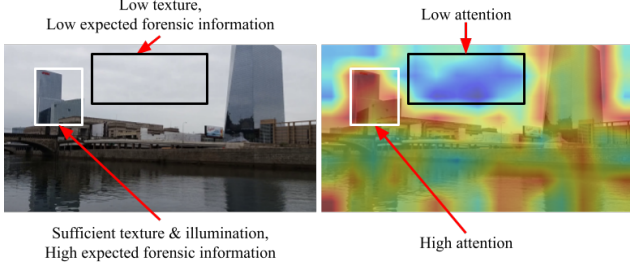 Low texture,
Low expected forensic information
Low attention
Sufficient texture & illumination,
High expected forensic information
High attention